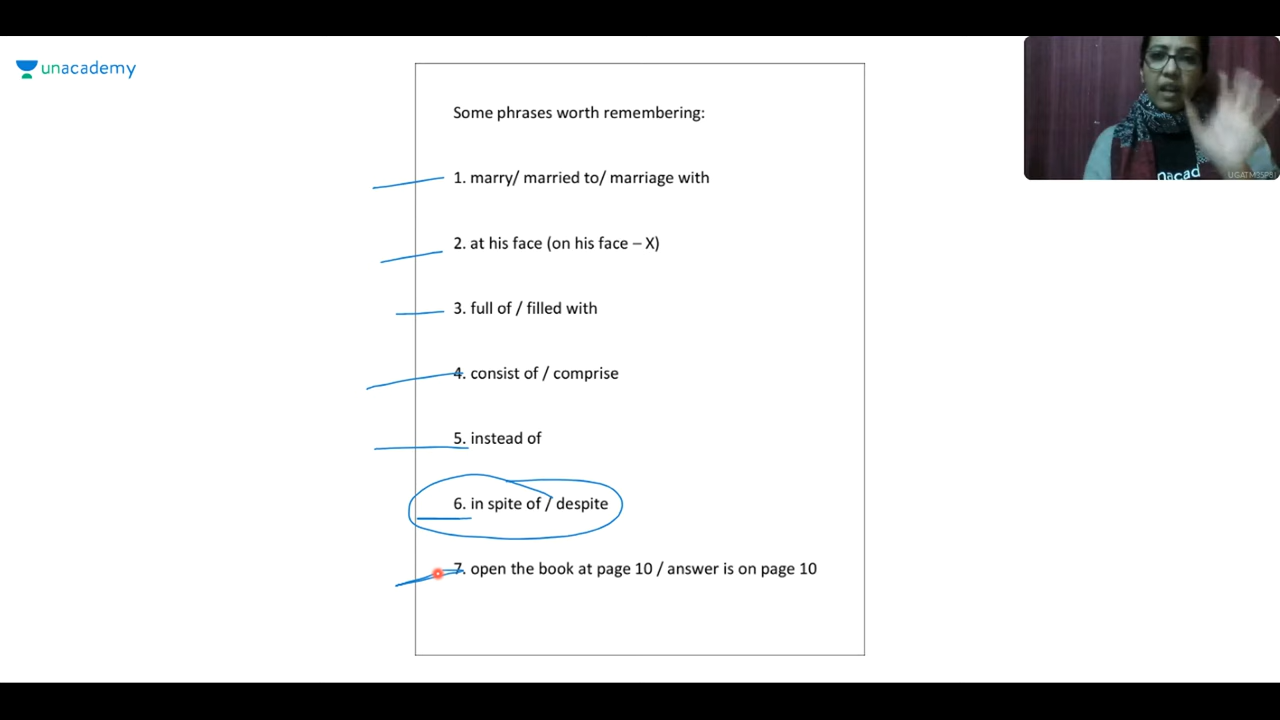 unacademy
Some phrases worth remembering:
1. marry/ married to/ marriage with
2. at his face (on his face – X)
3. full of / filled with
4. consist of / comprise
5. instead of
6. in spite of / despite
7. open the book at page 10 / answer is on page 10
nacad